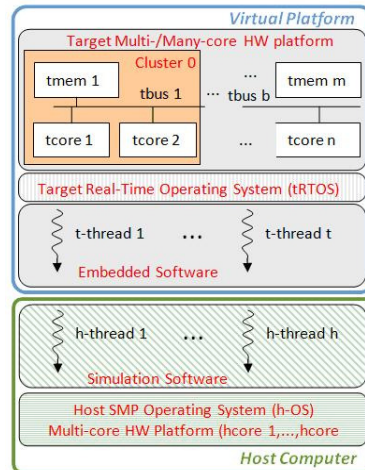 Virtual Platform
Target Multi-/Many-core HW platform
Cluster 0
tmem 1
tbus 1
...
... tbus b
tmem m
tcore 1
tcore 2
...
tcore n
Target Real-Time Operating System (tRTOS)
t-thread 1
...
t-thread t
Embedded Software
h-thread 1
...
h-thread h
Simulation Software
Host SMP Operating System (h-OS)
Multi-core HW Platform (hcore 1,...,hcore
Host Computer